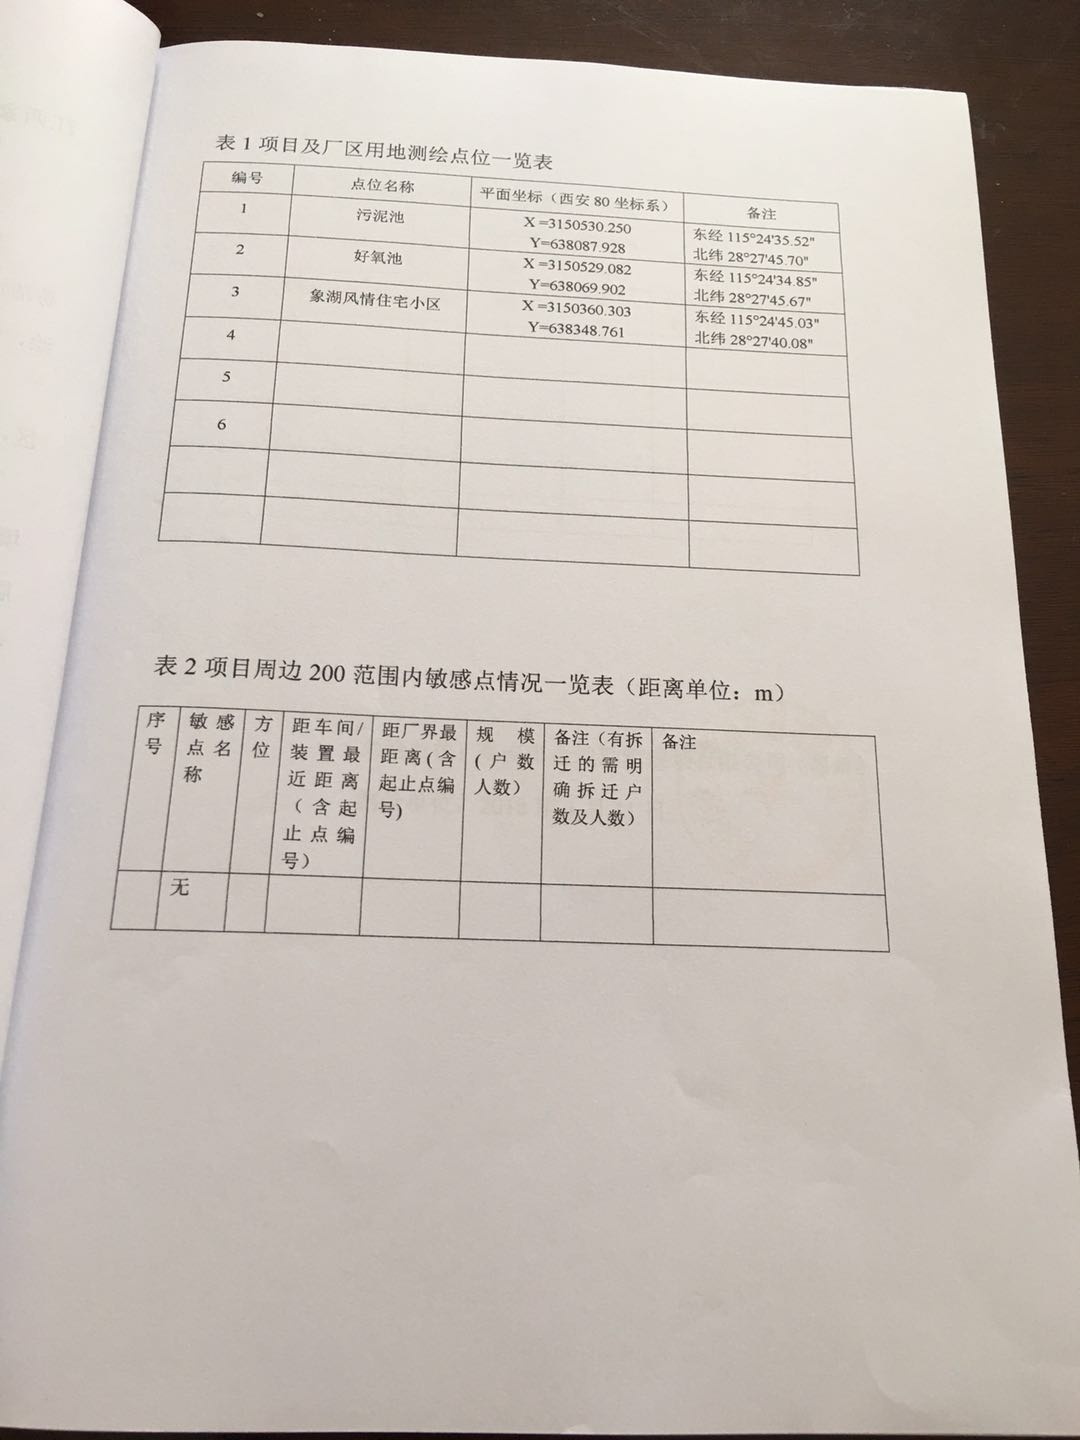 表 1 项目及厂区用地测绘点位一览表
编号 点位名称 平面坐标（西安 80 坐标系） 备注
1 污泥池 X =3150530.250 东经 115°24'35.52"
Y=638087.928 北纬 28°27'45.70"
2 好氧池 X =3150529.082 东经 115°24'34.85"
Y=638069.902 北纬 28°27'45.67"
3 象湖风情住宅小区 X =3150360.303 东经 115°24'45.03"
Y=638348.761 北纬 28°27'40.08"
4
5
6
表 2 项目周边 200 范围内敏感点情况一览表（距离单位：m）
序
号
敏 感
点 名
称
方
位
距 车 间 /
装 置 最
近 距 离
（ 含 起
止 点 编
号）
距厂界最
距离(含
起止点编
号)
规 模
( 户 数
人数）
备注（有拆
迁 的 需 明
确 拆 迁 户
数及人数）
备注
无